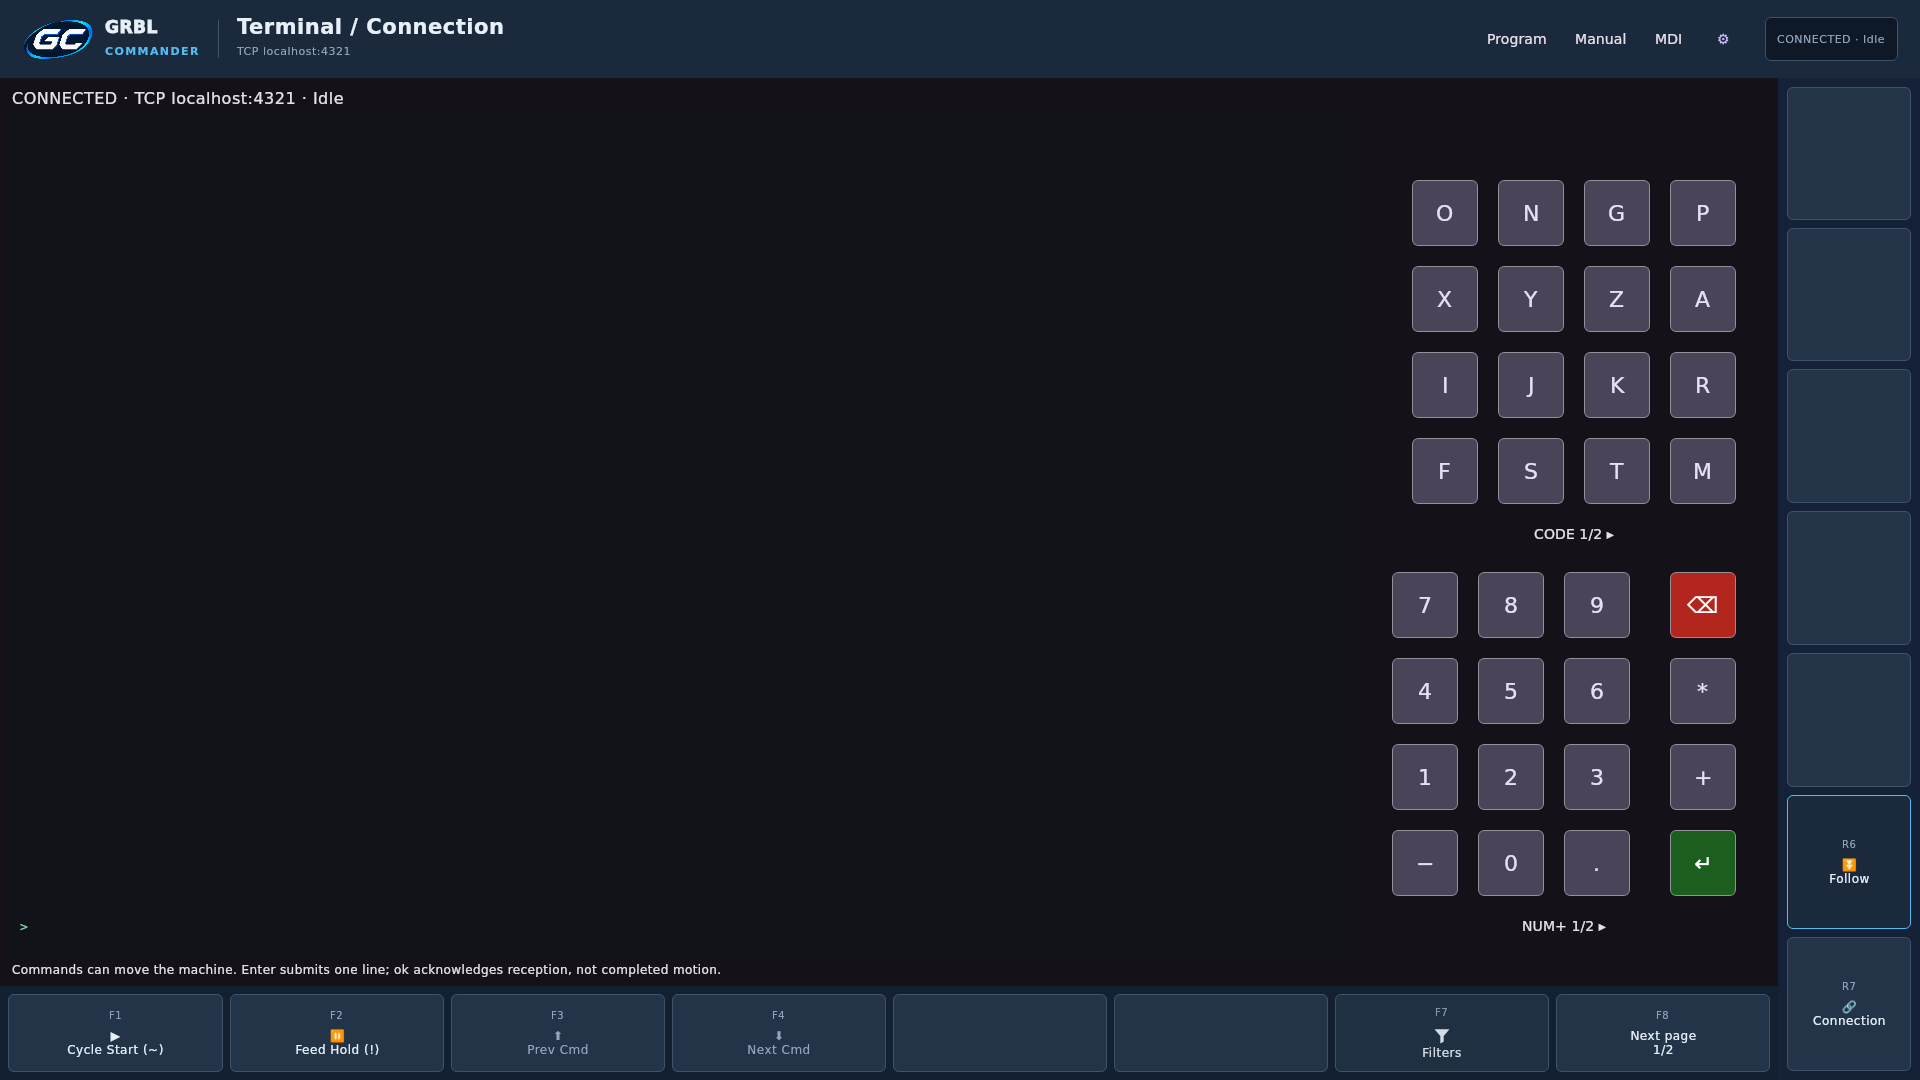 GC
GRBL
COMMANDER
Terminal / Connection
TCP localhost:4321
Program
Manual
MDI
⚙
CONNECTED · Idle
CONNECTED · TCP localhost:4321 · Idle
O N G P
X Y Z A
I J K R
F S T M
CODE 1/2 ▸
7 8 9 ⌫
4 5 6 *
1 2 3 +
− 0 . ↵
NUM+ 1/2 ▸
>
Commands can move the machine. Enter submits one line; ok acknowledges reception, not completed motion.
R6
⏬
Follow
R7
🔗
Connection
F1
▶
Cycle Start (~)
F2
⏸
Feed Hold (!)
F3
⬆
Prev Cmd
F4
⬇
Next Cmd
F7
Filters
F8
Next page
1/2